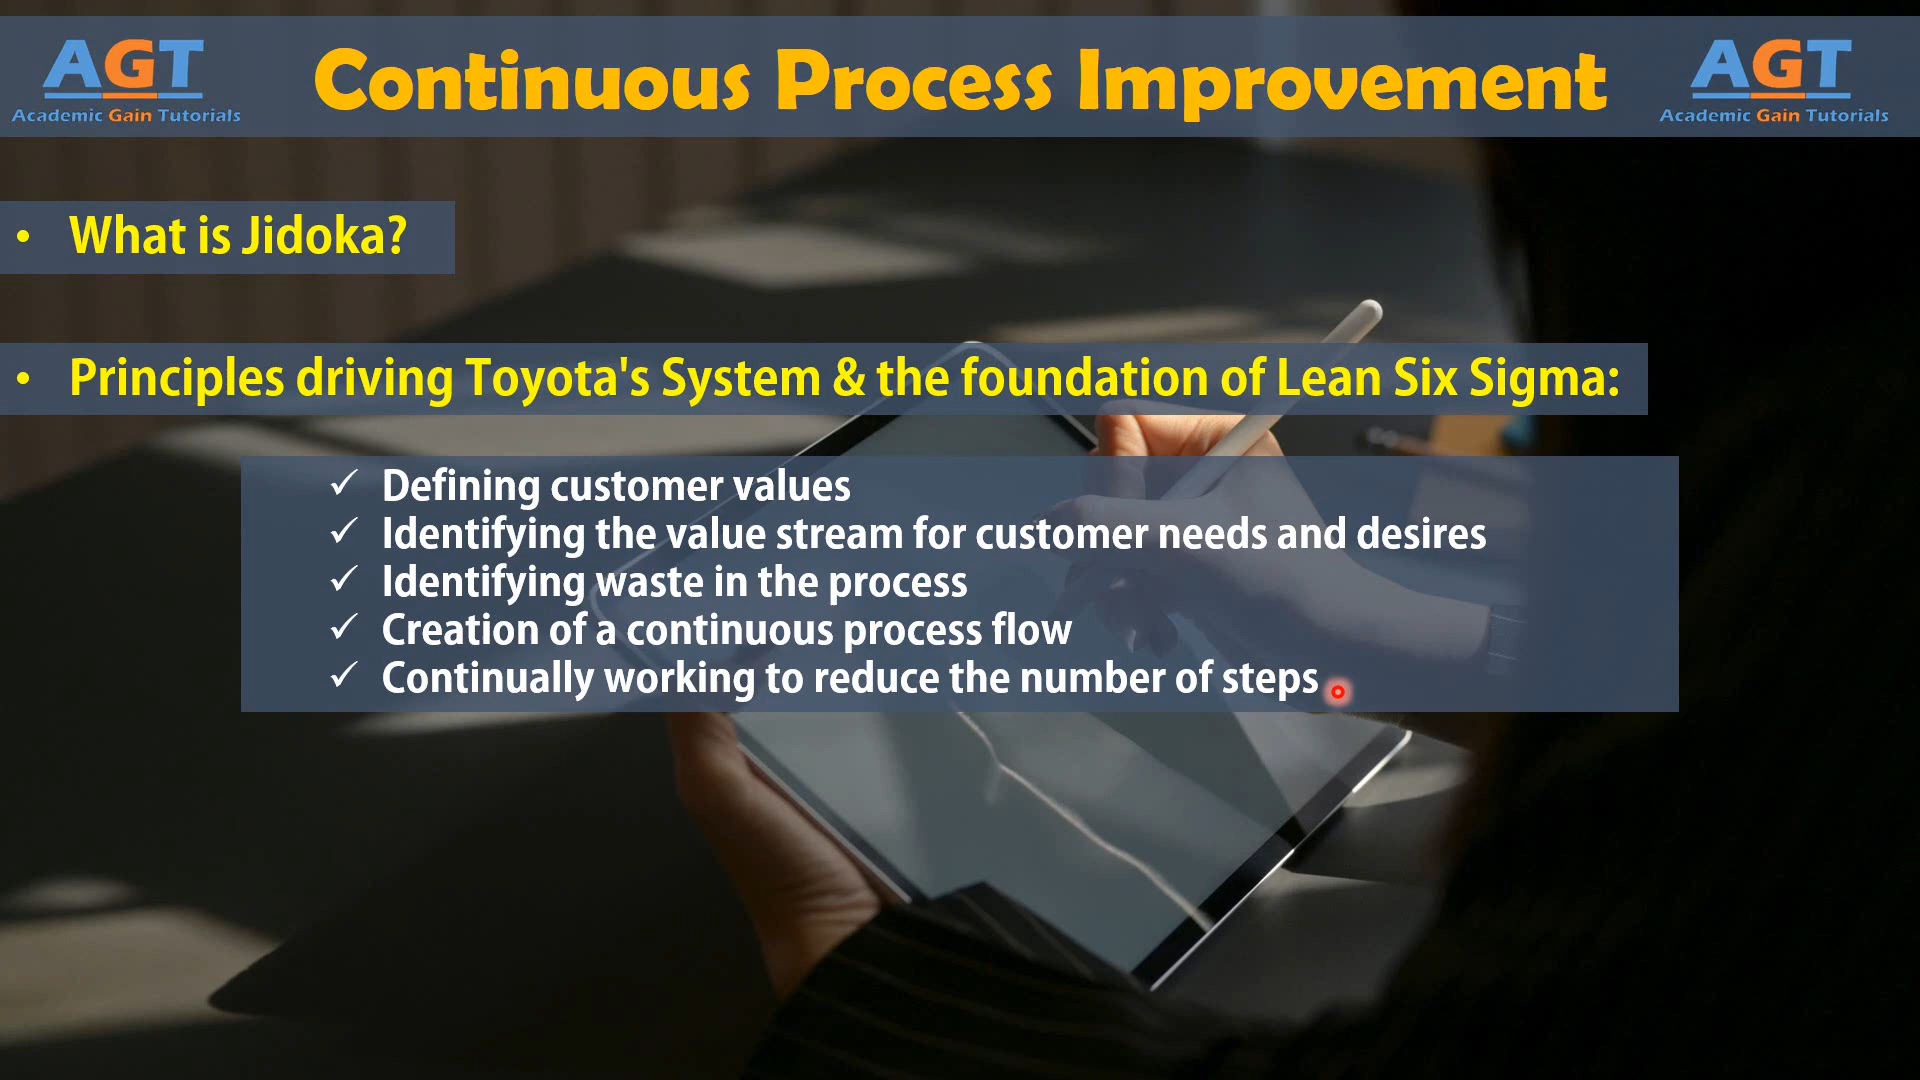 AGT
Academic Gain Tutorials
Continuous Process Improvement
AGT
Academic Gain Tutorials
• What is Jidoka?
• Principles driving Toyota's System & the foundation of Lean Six Sigma:
✓ Defining customer values
✓ Identifying the value stream for customer needs and desires
✓ Identifying waste in the process
✓ Creation of a continuous process flow
✓ Continually working to reduce the number of steps